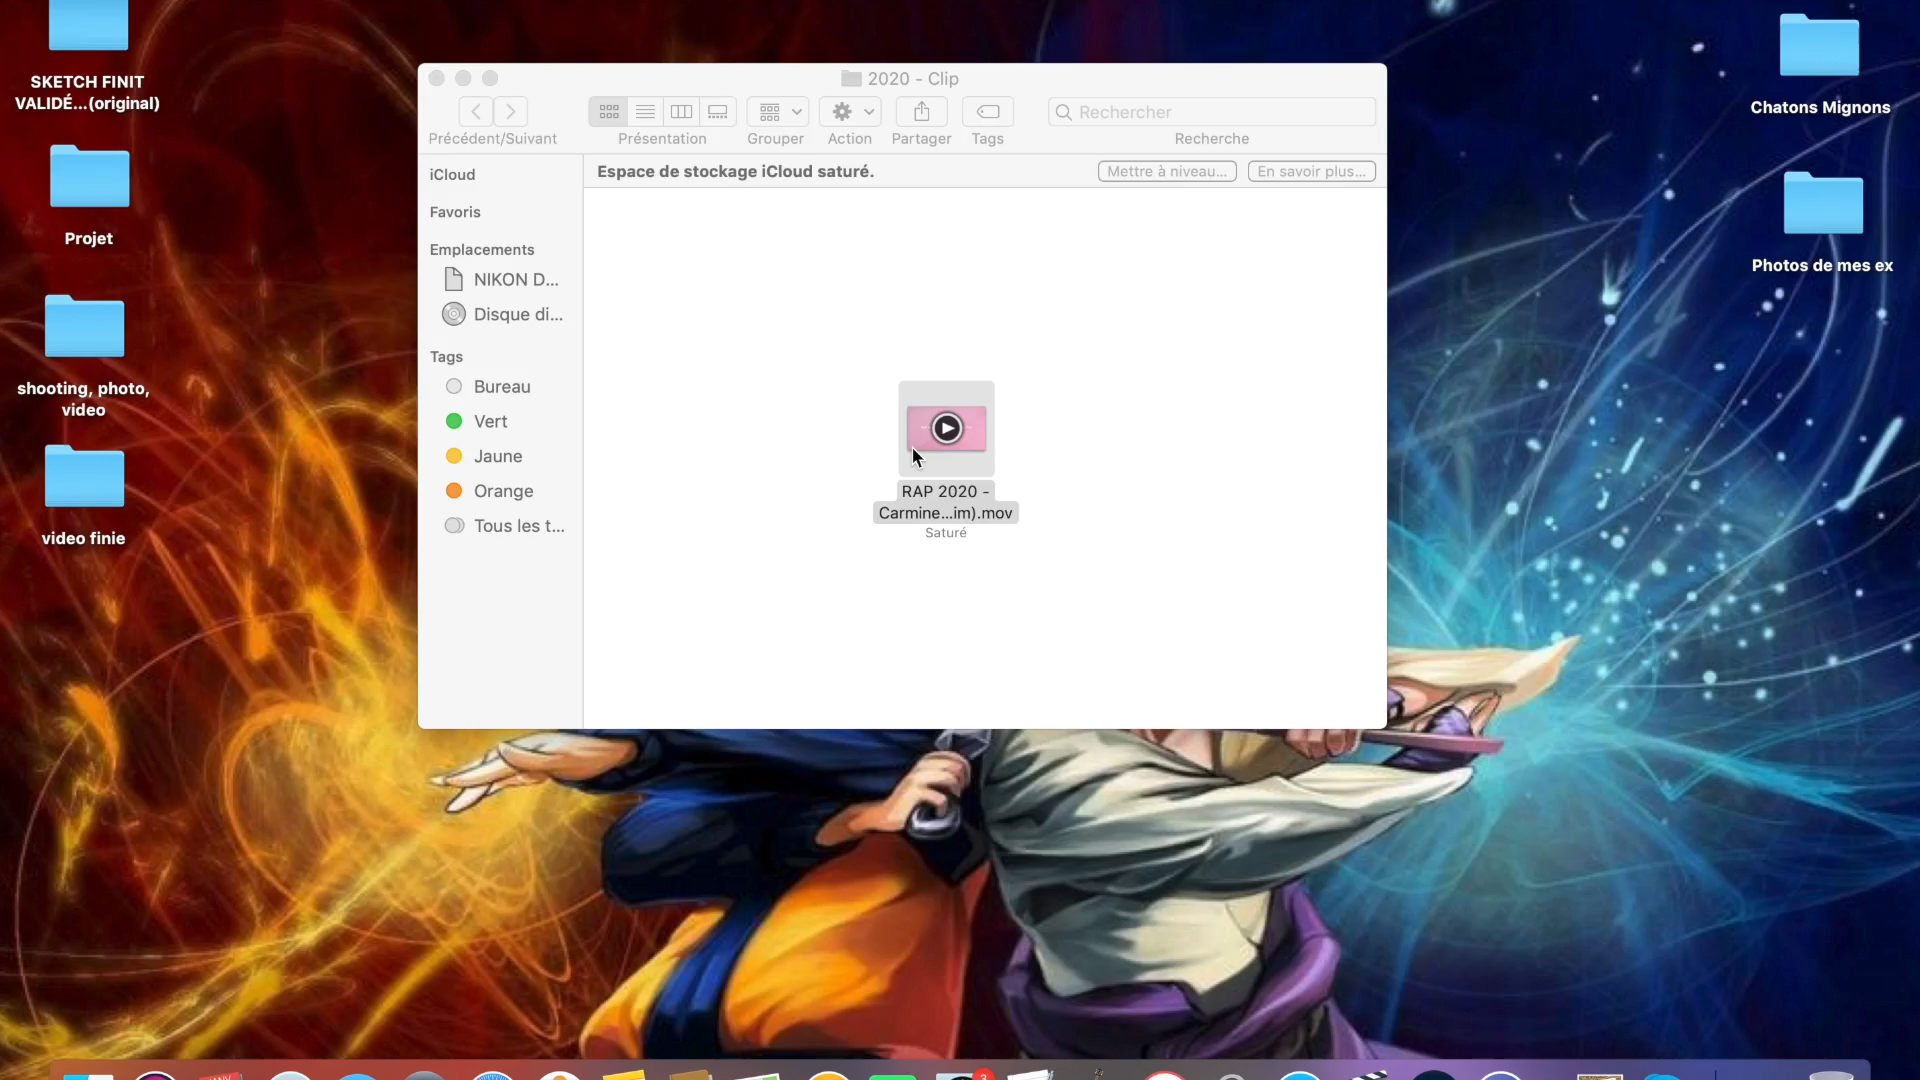 SKETCH FINIT
VALIDÉ...(original)
Projet
shooting, photo,
video
video finie
2020 - Clip
Précédent/Suivant
Présentation
Grouper
Action
Partager
Tags
Rechercher
Recherche
iCloud
Favoris
Emplacements
NIKON D...
Disque di...
Tags
Bureau
Vert
Jaune
Orange
Tous les t...
Espace de stockage iCloud saturé.
Mettre à niveau...
En savoir plus...
RAP 2020 -
Carmine...im).mov
Saturé
Chatons Mignons
Photos de mes ex
3